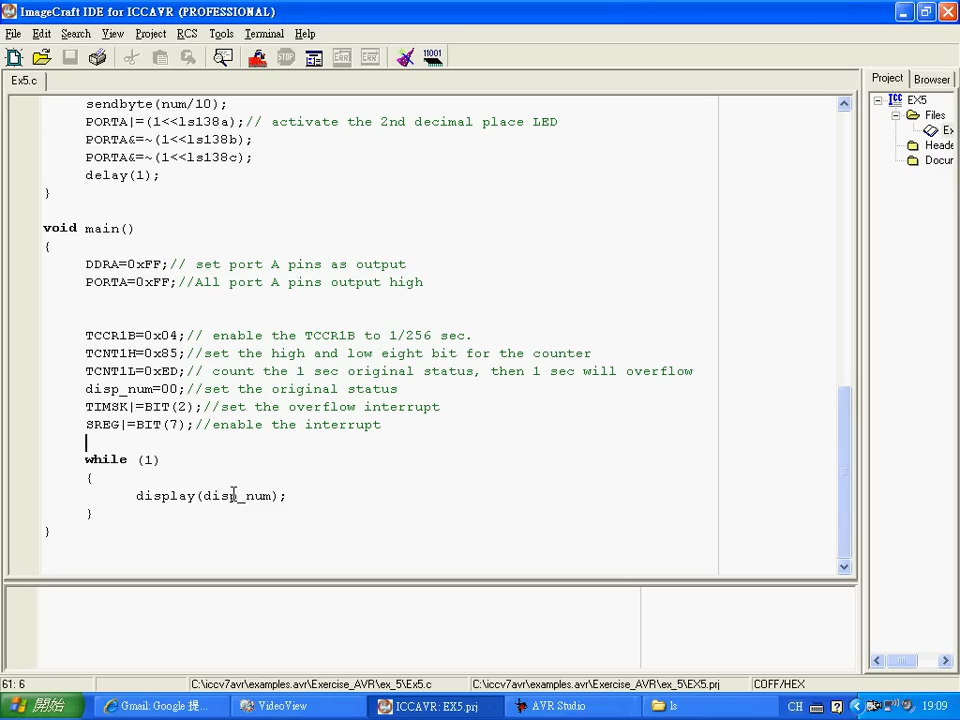 ImageCraft IDE for ICCAVR (PROFESSIONAL)
File Edit Search View Project RCS Tools Terminal Help
Ex5.c
Project Browser
sendbyte(num/10);
PORTA|=(1<<ls138a);// activate the 2nd decimal place LED
PORTA&=~(1<<ls138b);
PORTA&=~(1<<ls138c);
delay(1);
}
void main()
{
DDRA=0xFF;// set port A pins as output
PORTA=0xFF;//All port A pins output high
TCCR1B=0x04;// enable the TCCR1B to 1/256 sec.
TCNT1H=0x85;//set the high and low eight bit for the counter
TCNT1L=0xED;// count the 1 sec original status, then 1 sec will overflow
disp_num=00;//set the original status
TIMSK|=BIT(2);//set the overflow interrupt
SREG|=BIT(7);//enable the interrupt
while (1)
{
display(disp_num);
}
}
EX5
Files
Ex
Heade
Docur
61: 6 C:\iccv7avr\examples.avr\Exercise_AVR\ex_5\Ex5.c C:\iccv7avr\examples.avr\Exercise_AVR\ex_5\EX5.prj COFF/HEX
開始 Gmail: Google 提... VideoView ICCAVR: EX5.prj AVR Studio ls CH 19:09